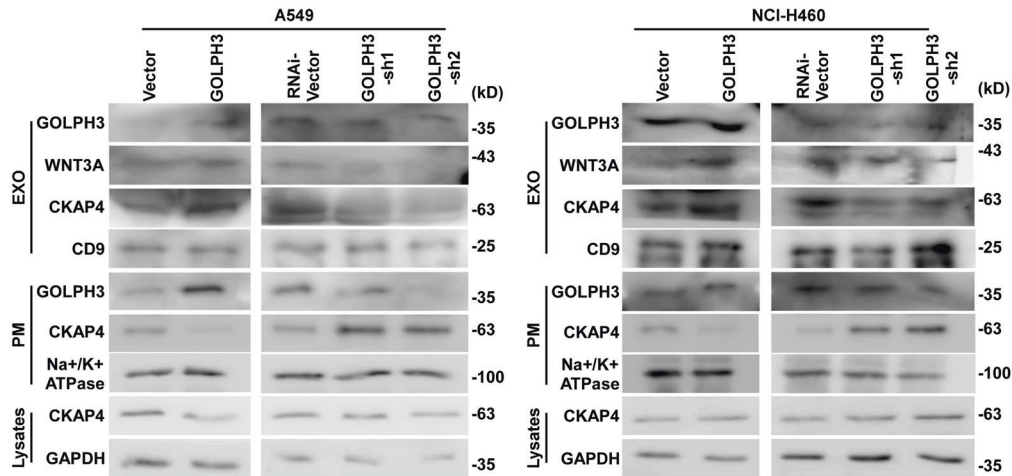 A549
Vector
GOLPH3
RNAi-
Vector
GOLPH3
-sh1
GOLPH3
-sh2
(kD)
EXO
GOLPH3
-35
WNT3A
-43
CKAP4
-63
CD9
-25
PM
GOLPH3
-35
CKAP4
-63
Na+/K+
ATPase
-100
Lysates
CKAP4
-63
GAPDH
-35
NCI-H460
Vector
GOLPH3
RNAi-
Vector
GOLPH3
-sh1
GOLPH3
-sh2
(kD)
EXO
GOLPH3
-35
WNT3A
-43
CKAP4
-63
CD9
-25
PM
GOLPH3
-35
CKAP4
-63
Na+/K+
ATPase
-100
Lysates
CKAP4
-63
GAPDH
-35